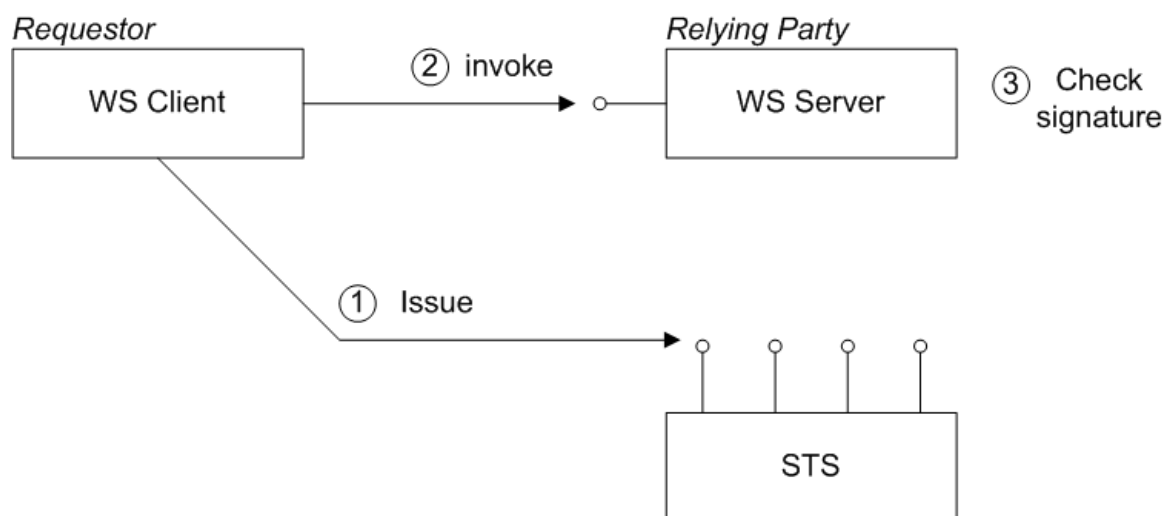 Requestor
Relying Party
WS Client
2 invoke
WS Server
3 Check
signature
1 Issue
STS